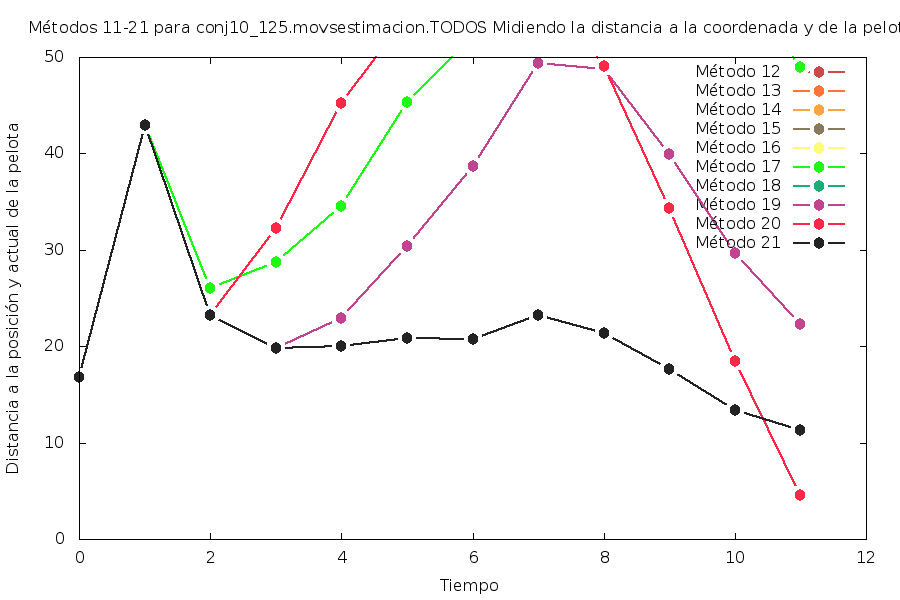 Métodos 11-21 para conj10_125.movsestimacion.TODOS Midiendo la distancia a la coordenada y de la pelot
Distancia a la posición y actual de la pelota
50
40
30
20
10
0
Método 12
Método 13
Método 14
Método 15
Método 16
Método 17
Método 18
Método 19
Método 20
Método 21
0 2 4 6 8 10 12
Tiempo